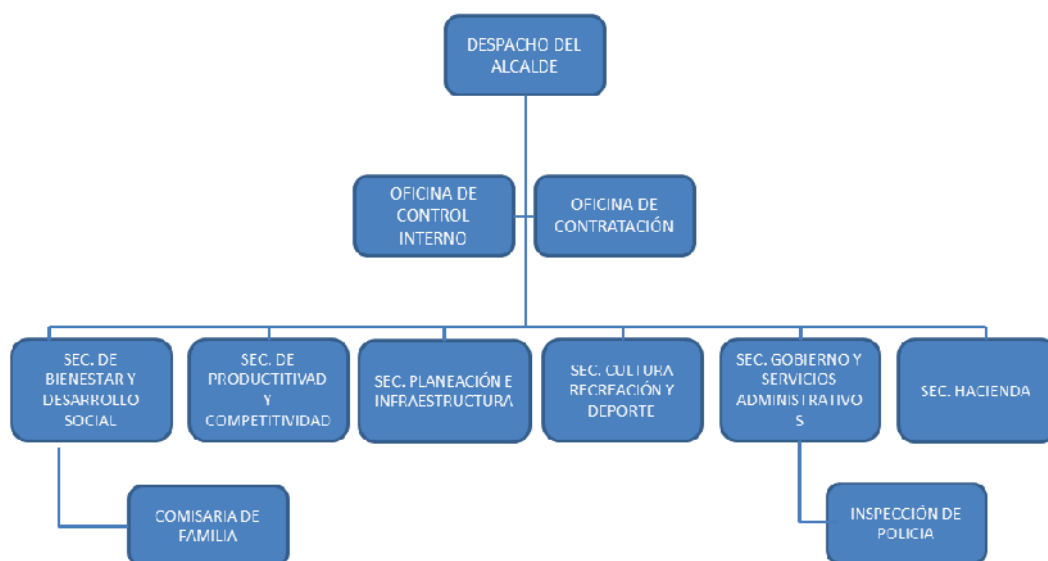 DESPACHO DEL
ALCALDE
OFICINA DE
CONTROL
INTERNO
OFICINA DE
CONTRATACIÓN
SEC. DE
BIENESTAR Y
DESARROLLO
SOCIAL
SEC. DE
PRODUCTITIVAD
Y
COMPETITIVIDAD
SEC. PLANEACIÓN E
INFRAESTRUCTURA
SEC. CULTURA
RECREACIÓN Y
DEPORTE
SEC. GOBIERNO Y
SERVICIOS
ADMINISTRATIVO
S
SEC. HACIENDA
COMISARIA DE
FAMILIA
INSPECCIÓN DE
POLICIA